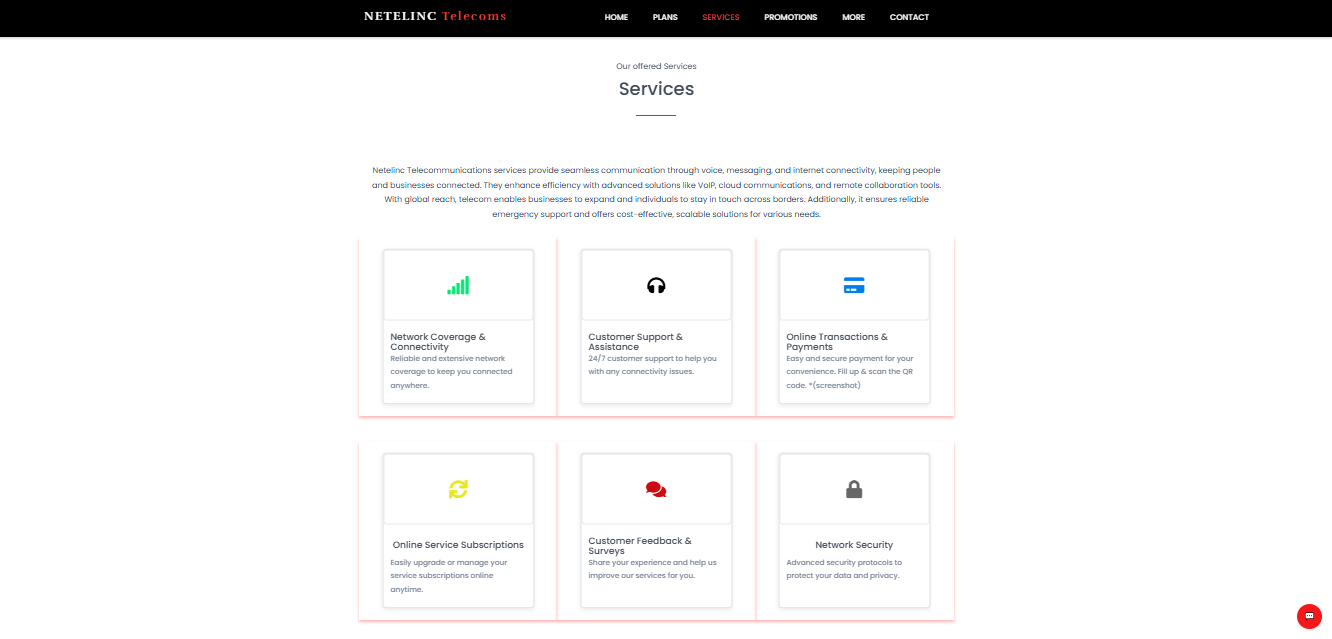 NETELINC Telecoms
HOME PLANS SERVICES PROMOTIONS MORE CONTACT
Our offered Services
Services
Netelinc Telecommunications services provide seamless communication through voice, messaging, and internet connectivity, keeping people
and businesses connected. They enhance efficiency with advanced solutions like VoIP, cloud communications, and remote collaboration tools.
With global reach, telecom enables businesses to expand and individuals to stay in touch across borders. Additionally, it ensures reliable
emergency support and offers cost-effective, scalable solutions for various needs.
Network Coverage &
Connectivity
Reliable and extensive network
coverage to keep you connected
anywhere.
Customer Support &
Assistance
24/7 customer support to help you
with any connectivity issues.
Online Transactions &
Payments
Easy and secure payment for your
convenience. Fill up & scan the QR
code. *(screenshot)
Online Service Subscriptions
Easily upgrade or manage your
service subscriptions online
anytime.
Customer Feedback &
Surveys
Share your experience and help us
improve our services for you.
Network Security
Advanced security protocols to
protect your data and privacy.